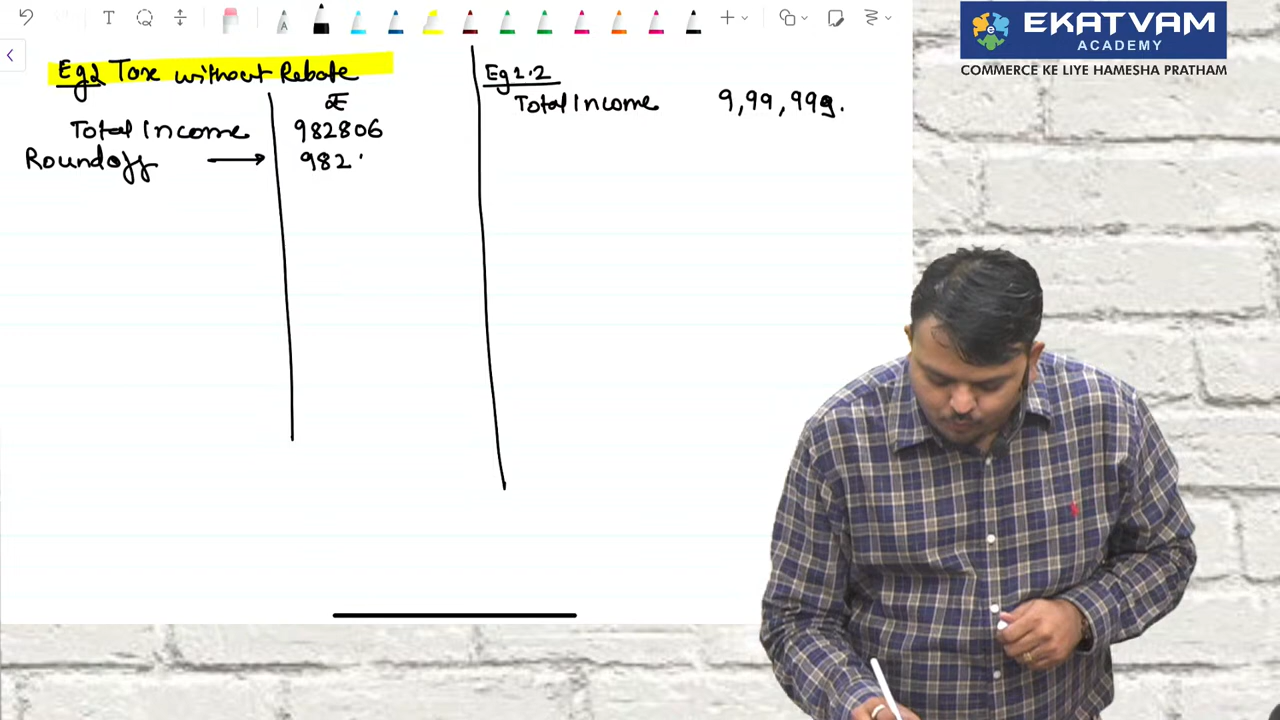 EKATVAM
ACADEMY
COMMERCE KE LIYE HAMESHA PRATHAM
Eg2 Tax without Rebate
Total Income 982806
Roundoff → 982
Eg 2.2
Total Income 9,99,999.